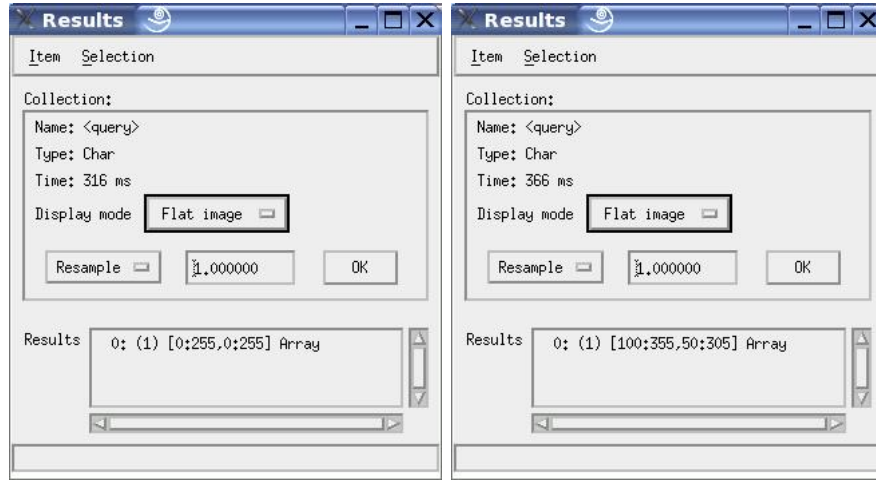 Results
Item Selection
Collection:
Name: <query>
Type: Char
Time: 316 ms
Display mode Flat image
Resample 1.000000 OK
Results 0: (1) [0:255,0:255] Array
Results
Item Selection
Collection:
Name: <query>
Type: Char
Time: 366 ms
Display mode Flat image
Resample 1.000000 OK
Results 0: (1) [100:355,50:305] Array